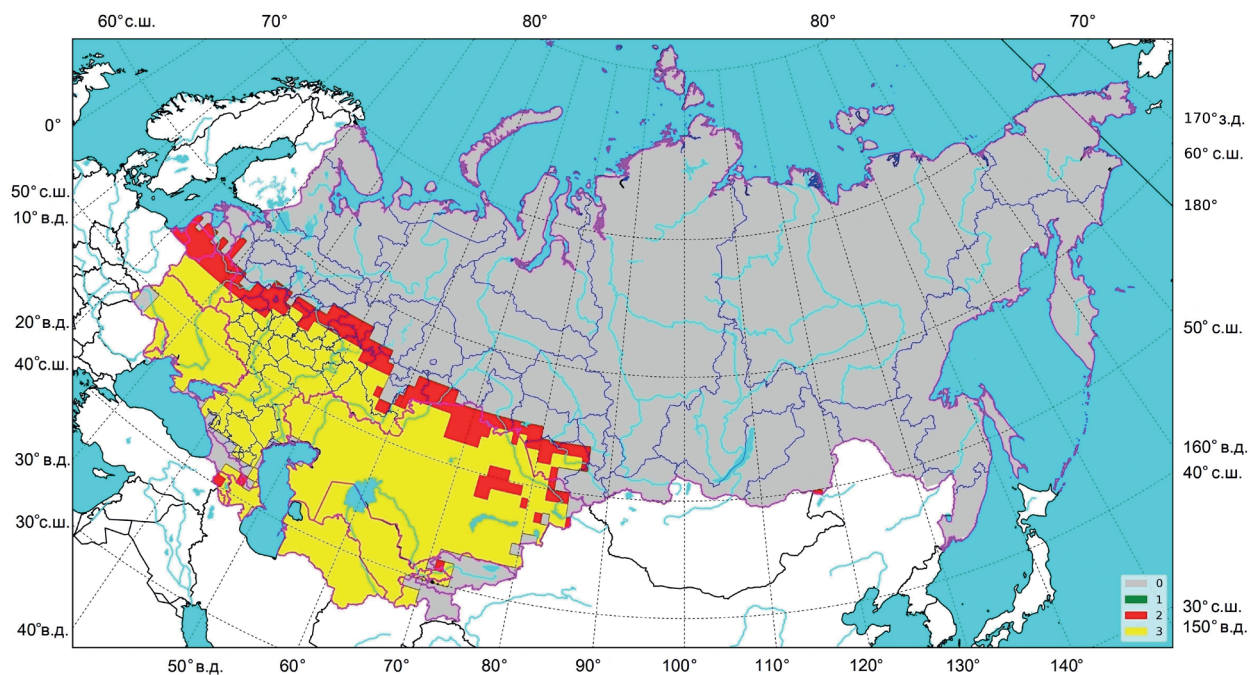 60° с.ш.
70°
80°
80°
70°
0°
50° с.ш.
10° в.д.
20° в.д.
40° с.ш.
30° в.д.
30° с.ш.
40° в.д.
170° з.д.
60° с.ш.
180°
50° с.ш.
160° в.д.
40° с.ш.
30° с.ш.
150° в.д.
0
1
2
3
50° в.д.
60°
70°
80°
90°
100°
110°
120°
130°
140°